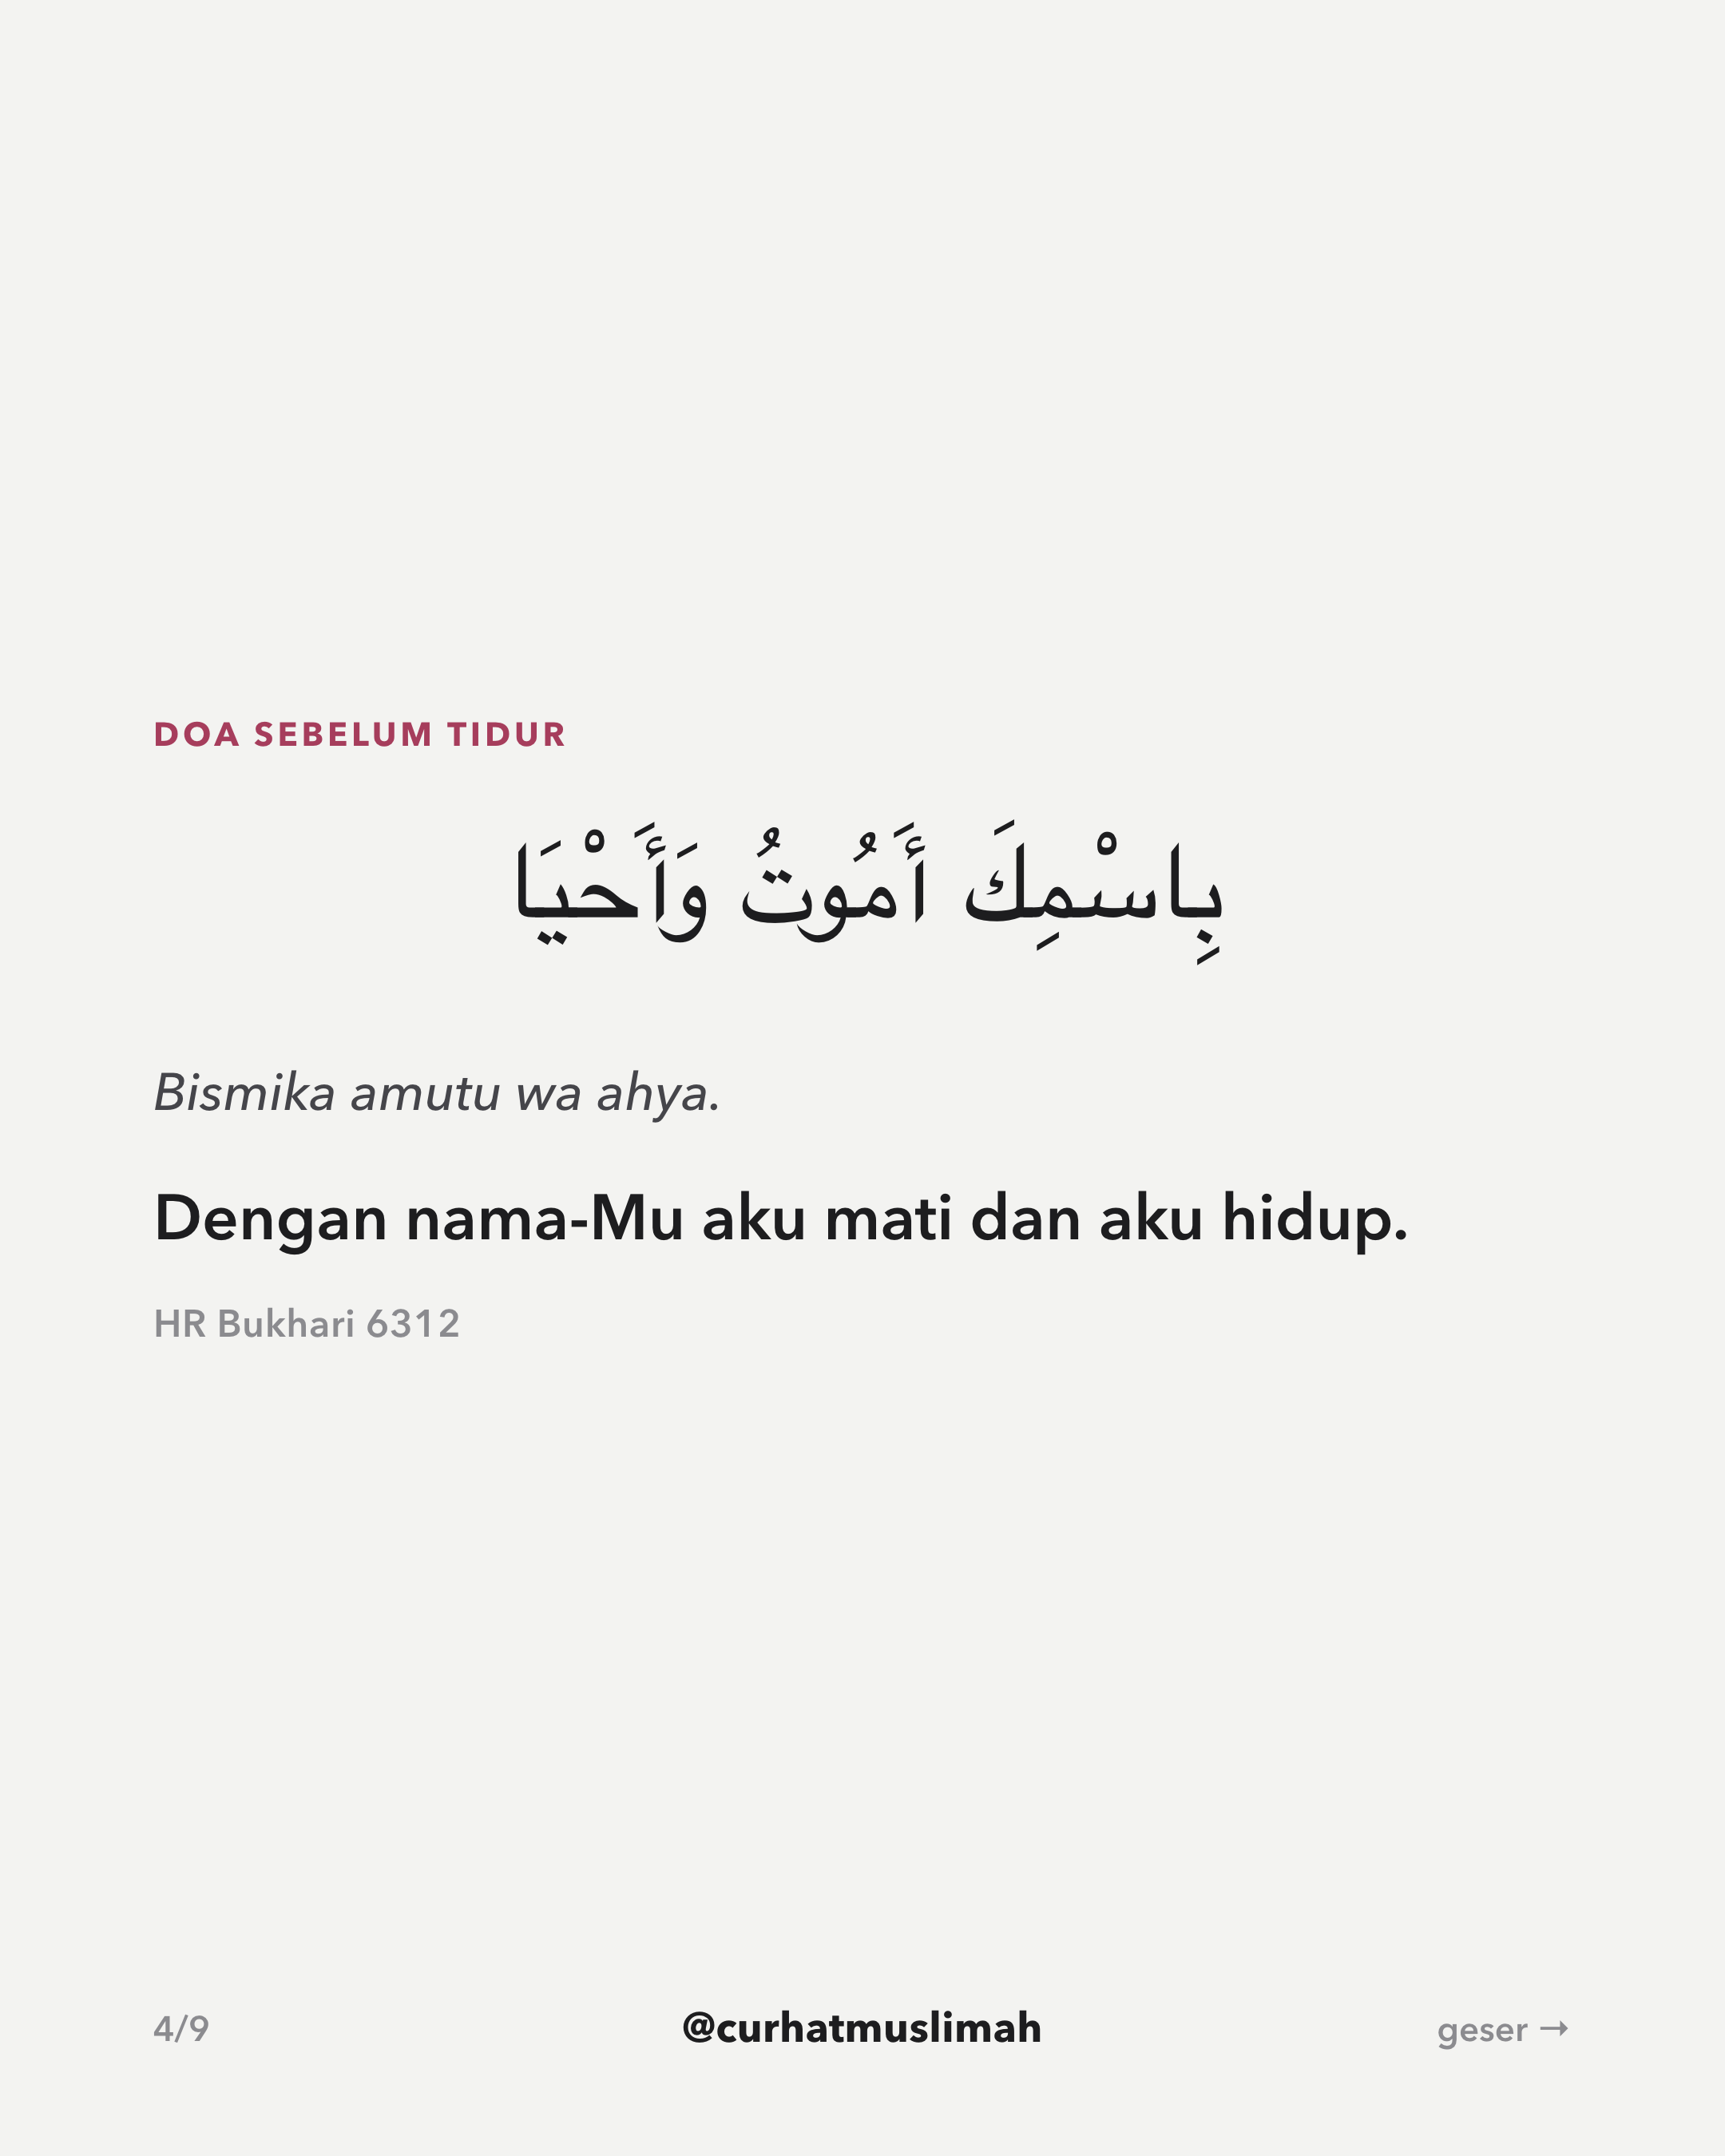 DOA SEBELUM TIDUR
بِاسْمِكَ أَمُوتُ وَأَحْيَا
Bismika amutu wa ahya.
Dengan nama-Mu aku mati dan aku hidup.
HR Bukhari 6312
4/9
@curhatmuslimah
geser →